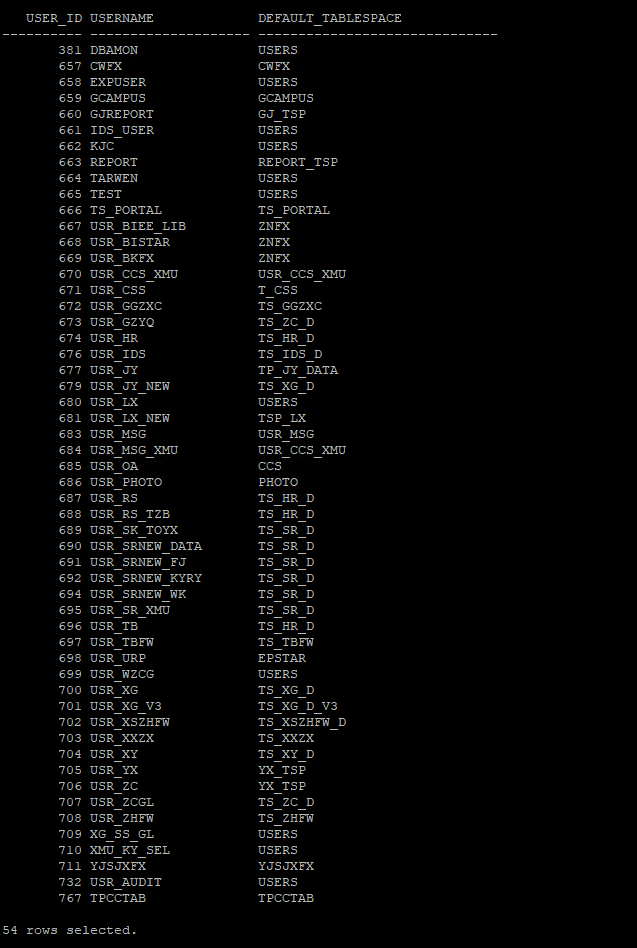 USER_ID USERNAME DEFAULT_TABLESPACE
---------- -------------------- ------------------------------
381 DBAMON USERS
657 CWFX CWFX
658 EXPUSER USERS
659 GCAMPUS GCAMPUS
660 GJREPORT GJ_TSP
661 IDS_USER USERS
662 KJC USERS
663 REPORT REPORT_TSP
664 TARWEN USERS
665 TEST USERS
666 TS_PORTAL TS_PORTAL
667 USR_BIEE_LIB ZNFX
668 USR_BISTAR ZNFX
669 USR_BKFX ZNFX
670 USR_CCS_XMU USR_CCS_XMU
671 USR_CSS T_CSS
672 USR_GGZXC TS_GGZXC
673 USR_GZYQ TS_ZC_D
674 USR_HR TS_HR_D
676 USR_IDS TS_IDS_D
677 USR_JY TP_JY_DATA
679 USR_JY_NEW TS_XG_D
680 USR_LX USERS
681 USR_LX_NEW TSP_LX
683 USR_MSG USR_MSG
684 USR_MSG_XMU USR_CCS_XMU
685 USR_OA CCS
686 USR_PHOTO PHOTO
687 USR_RS TS_HR_D
688 USR_RS_TZB TS_HR_D
689 USR_SK_TOYX TS_SR_D
690 USR_SRNEW_DATA TS_SR_D
691 USR_SRNEW_FJ TS_SR_D
692 USR_SRNEW_KYRY TS_SR_D
694 USR_SRNEW_WK TS_SR_D
695 USR_SR_XMU TS_SR_D
696 USR_TB TS_HR_D
697 USR_TBFW TS_TBFW
698 USR_URP EPSTAR
699 USR_WZCG USERS
700 USR_XG TS_XG_D
701 USR_XG_V3 TS_XG_D_V3
702 USR_XSZHFW TS_XSZHFW_D
703 USR_XXZX TS_XXZX
704 USR_XY TS_XY_D
705 USR_YX YX_TSP
706 USR_ZC YX_TSP
707 USR_ZCGL TS_ZC_D
708 USR_ZHFW TS_ZHFW
709 XG_SS_GL USERS
710 XMU_KY_SEL USERS
711 YJSJXFX YJSJXFX
732 USR_AUDIT USERS
767 TPCCTAB TPCCTAB
54 rows selected.